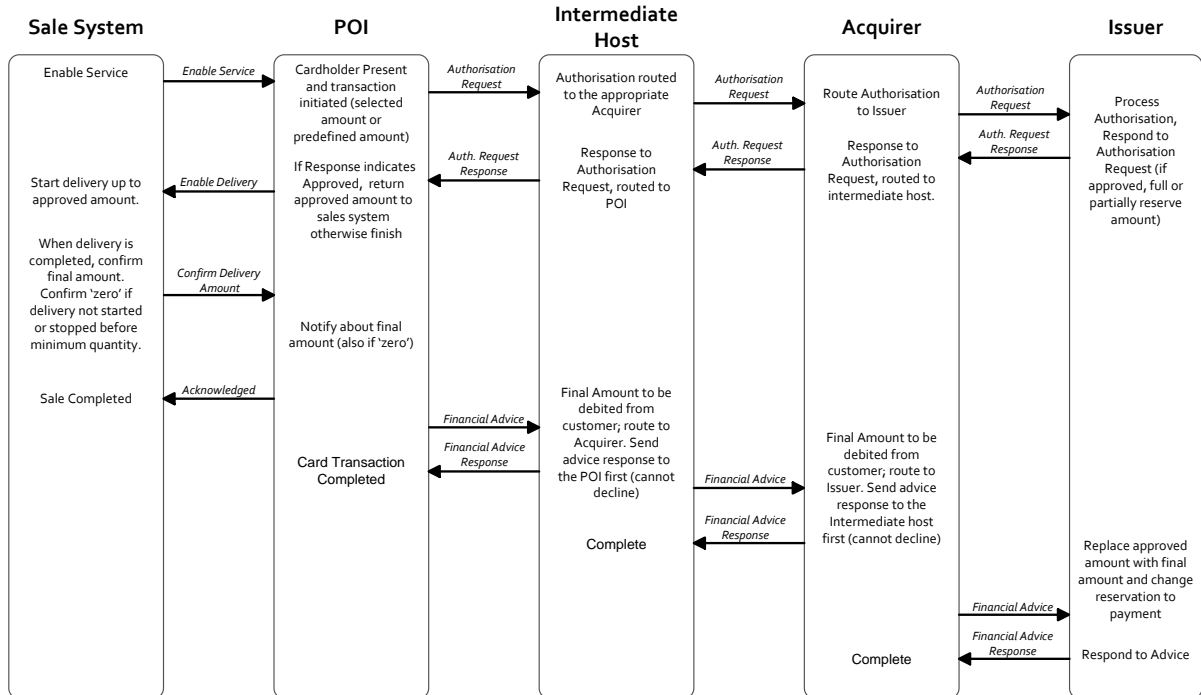 Sale System
POI
Intermediate
Host
Acquirer
Issuer
Enable Service
Enable Service
Cardholder Present
and transaction
initiated (selected
amount or
predefined amount)
Authorisation
Request
Authorisation routed
to the appropriate
Acquirer
Authorisation
Request
Route Authorisation
to Issuer
Authorisation
Request
Process
Authorisation,
Respond to
Authorisation
Request (if
approved, full or
partially reserve
amount)
Auth. Request
Response
Response to
Authorisation
Request, routed to
intermediate host.
Auth. Request
Response
Response to
Authorisation
Request, routed to
POI
Auth. Request
Response
If Response indicates
Approved, return
approved amount to
sales system
otherwise finish
Enable Delivery
Start delivery up to
approved amount.
When delivery is
completed, confirm
final amount.
Confirm ‘zero’ if
delivery not started
or stopped before
minimum quantity.
Confirm Delivery
Amount
Notify about final
amount (also if ‘zero’)
Acknowledged
Sale Completed
Financial Advice
Final Amount to be
debited from
customer; route to
Acquirer. Send
advice response to
the POI first (cannot
decline)
Financial Advice
Response
Card Transaction
Completed
Financial Advice
Final Amount to be
debited from
customer; route to
Issuer. Send advice
response to the
Intermediate host
first (cannot decline)
Financial Advice
Response
Complete
Financial Advice
Replace approved
amount with final
amount and change
reservation to
payment
Financial Advice
Response
Respond to Advice
Complete